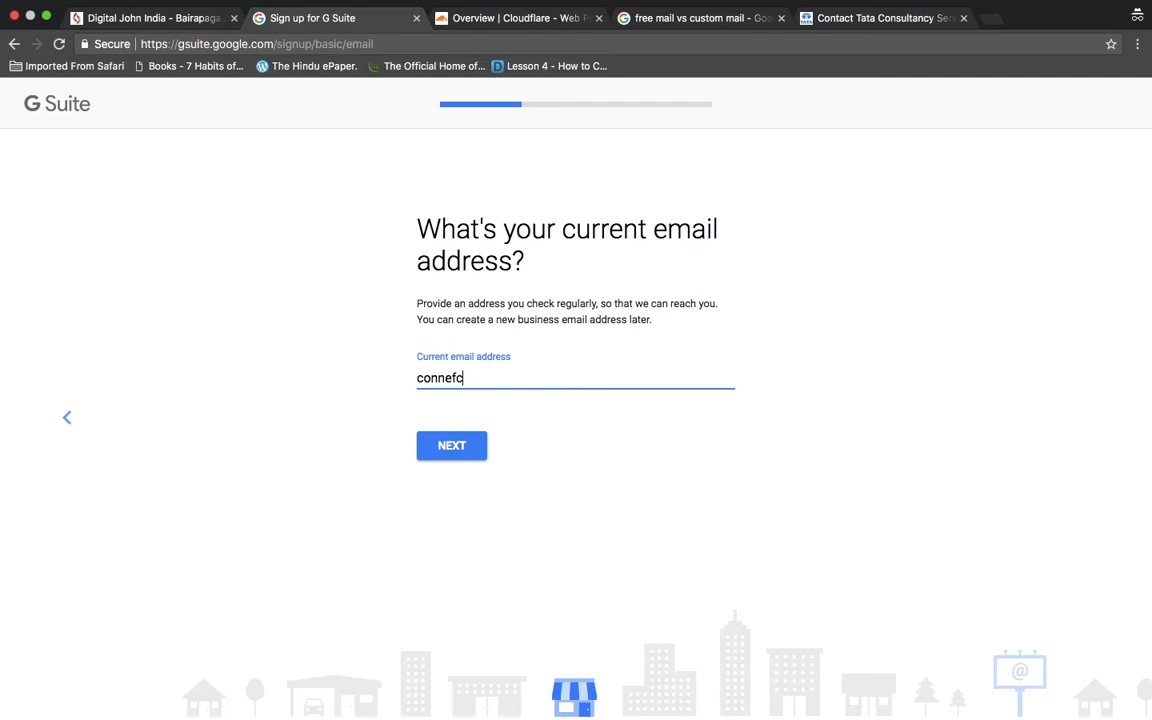 Digital John India - Bairapaga
Sign up for G Suite
Overview | Cloudflare - Web P
free mail vs custom mail - Goo
Contact Tata Consultancy Serv
Secure
https://gsuite.google.com/signup/basic/email
Imported From Safari
Books - 7 Habits of...
The Hindu ePaper.
The Official Home of...
Lesson 4 - How to C...
G Suite
What's your current email
address?
Provide an address you check regularly, so that we can reach you.
You can create a new business email address later.
Current email address
connefc
NEXT
@